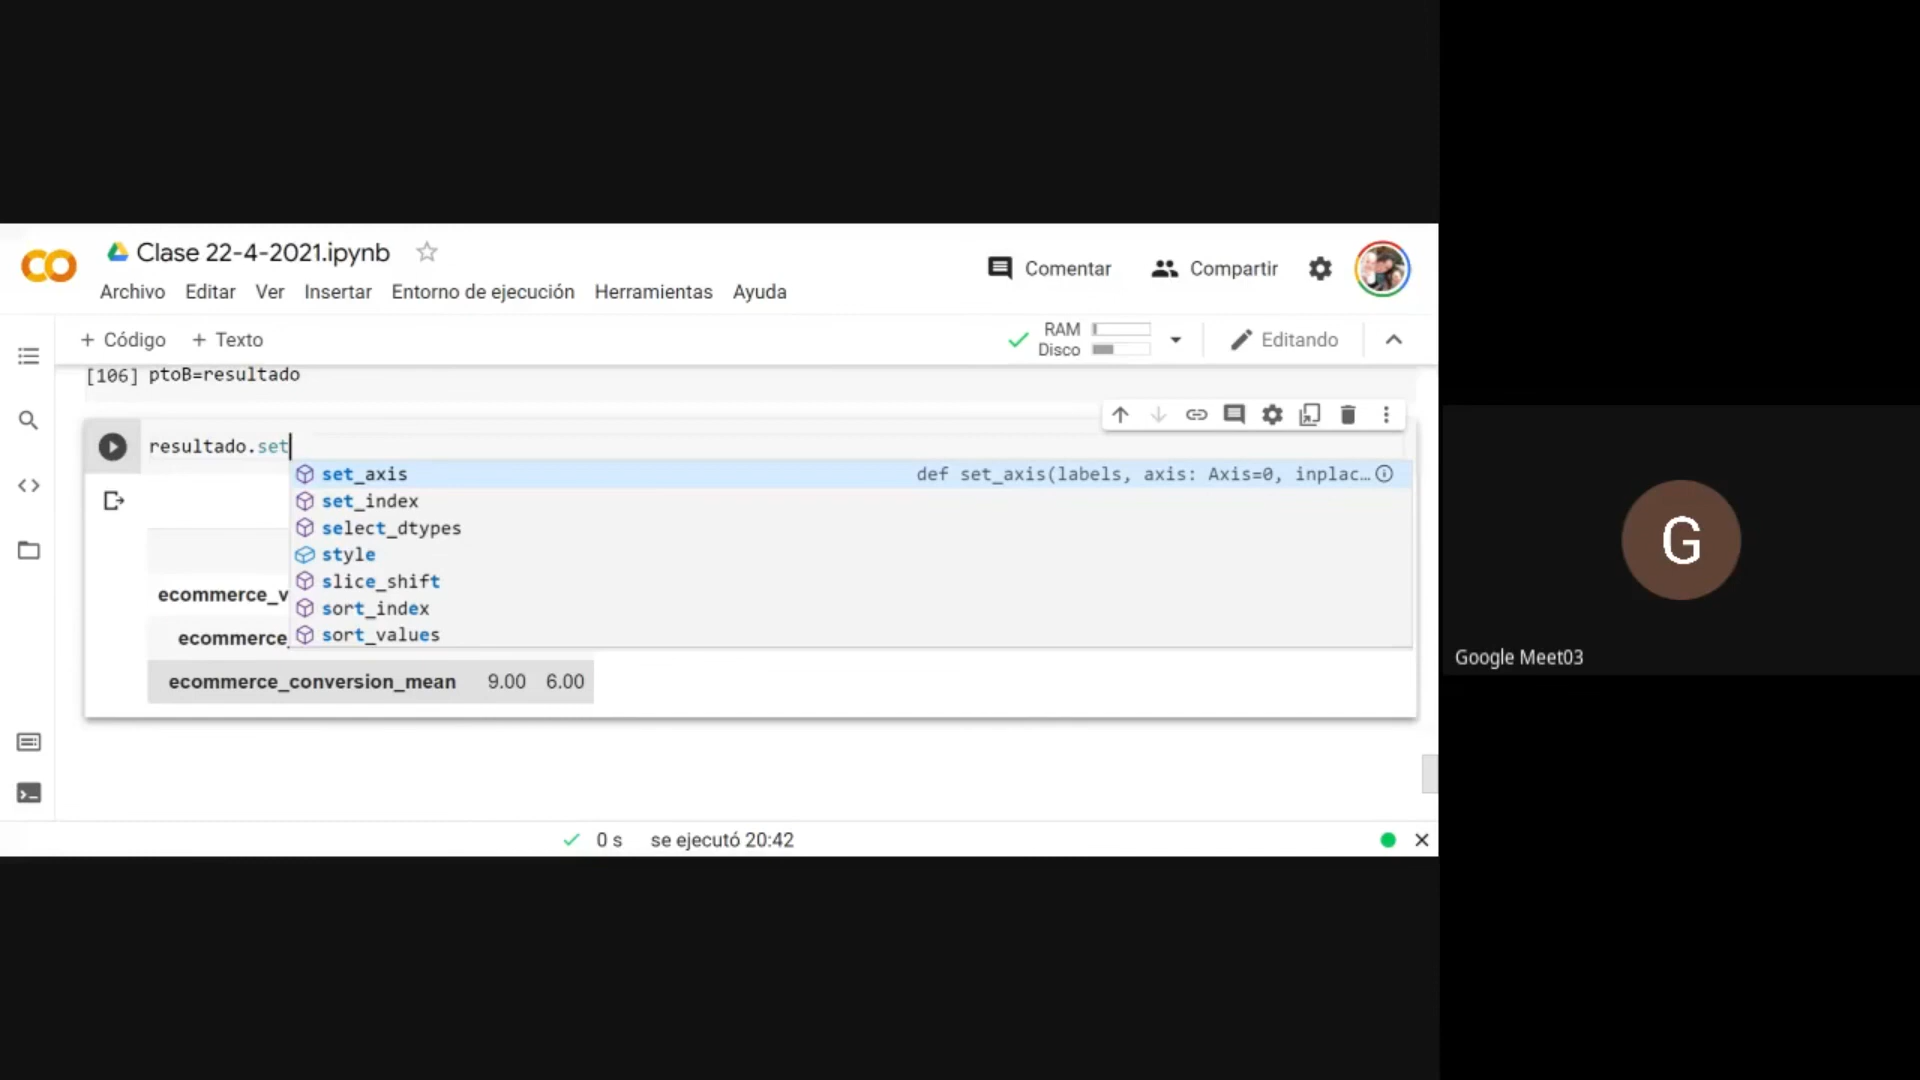 Clase 22-4-2021.ipynb
Comentar
Compartir
Archivo Editar Ver Insertar Entorno de ejecución Herramientas Ayuda
+ Código + Texto
RAM
Disco
Editando
[106] ptoB=resultado
resultado.set
set_axis def set_axis(labels, axis: Axis=0, inplac…
set_index
select_dtypes
style
slice_shift
sort_index
sort_values
ecommerce_v
ecommerce_
ecommerce_conversion_mean 9.00 6.00
0 s se ejecutó 20:42
G
Google Meet03